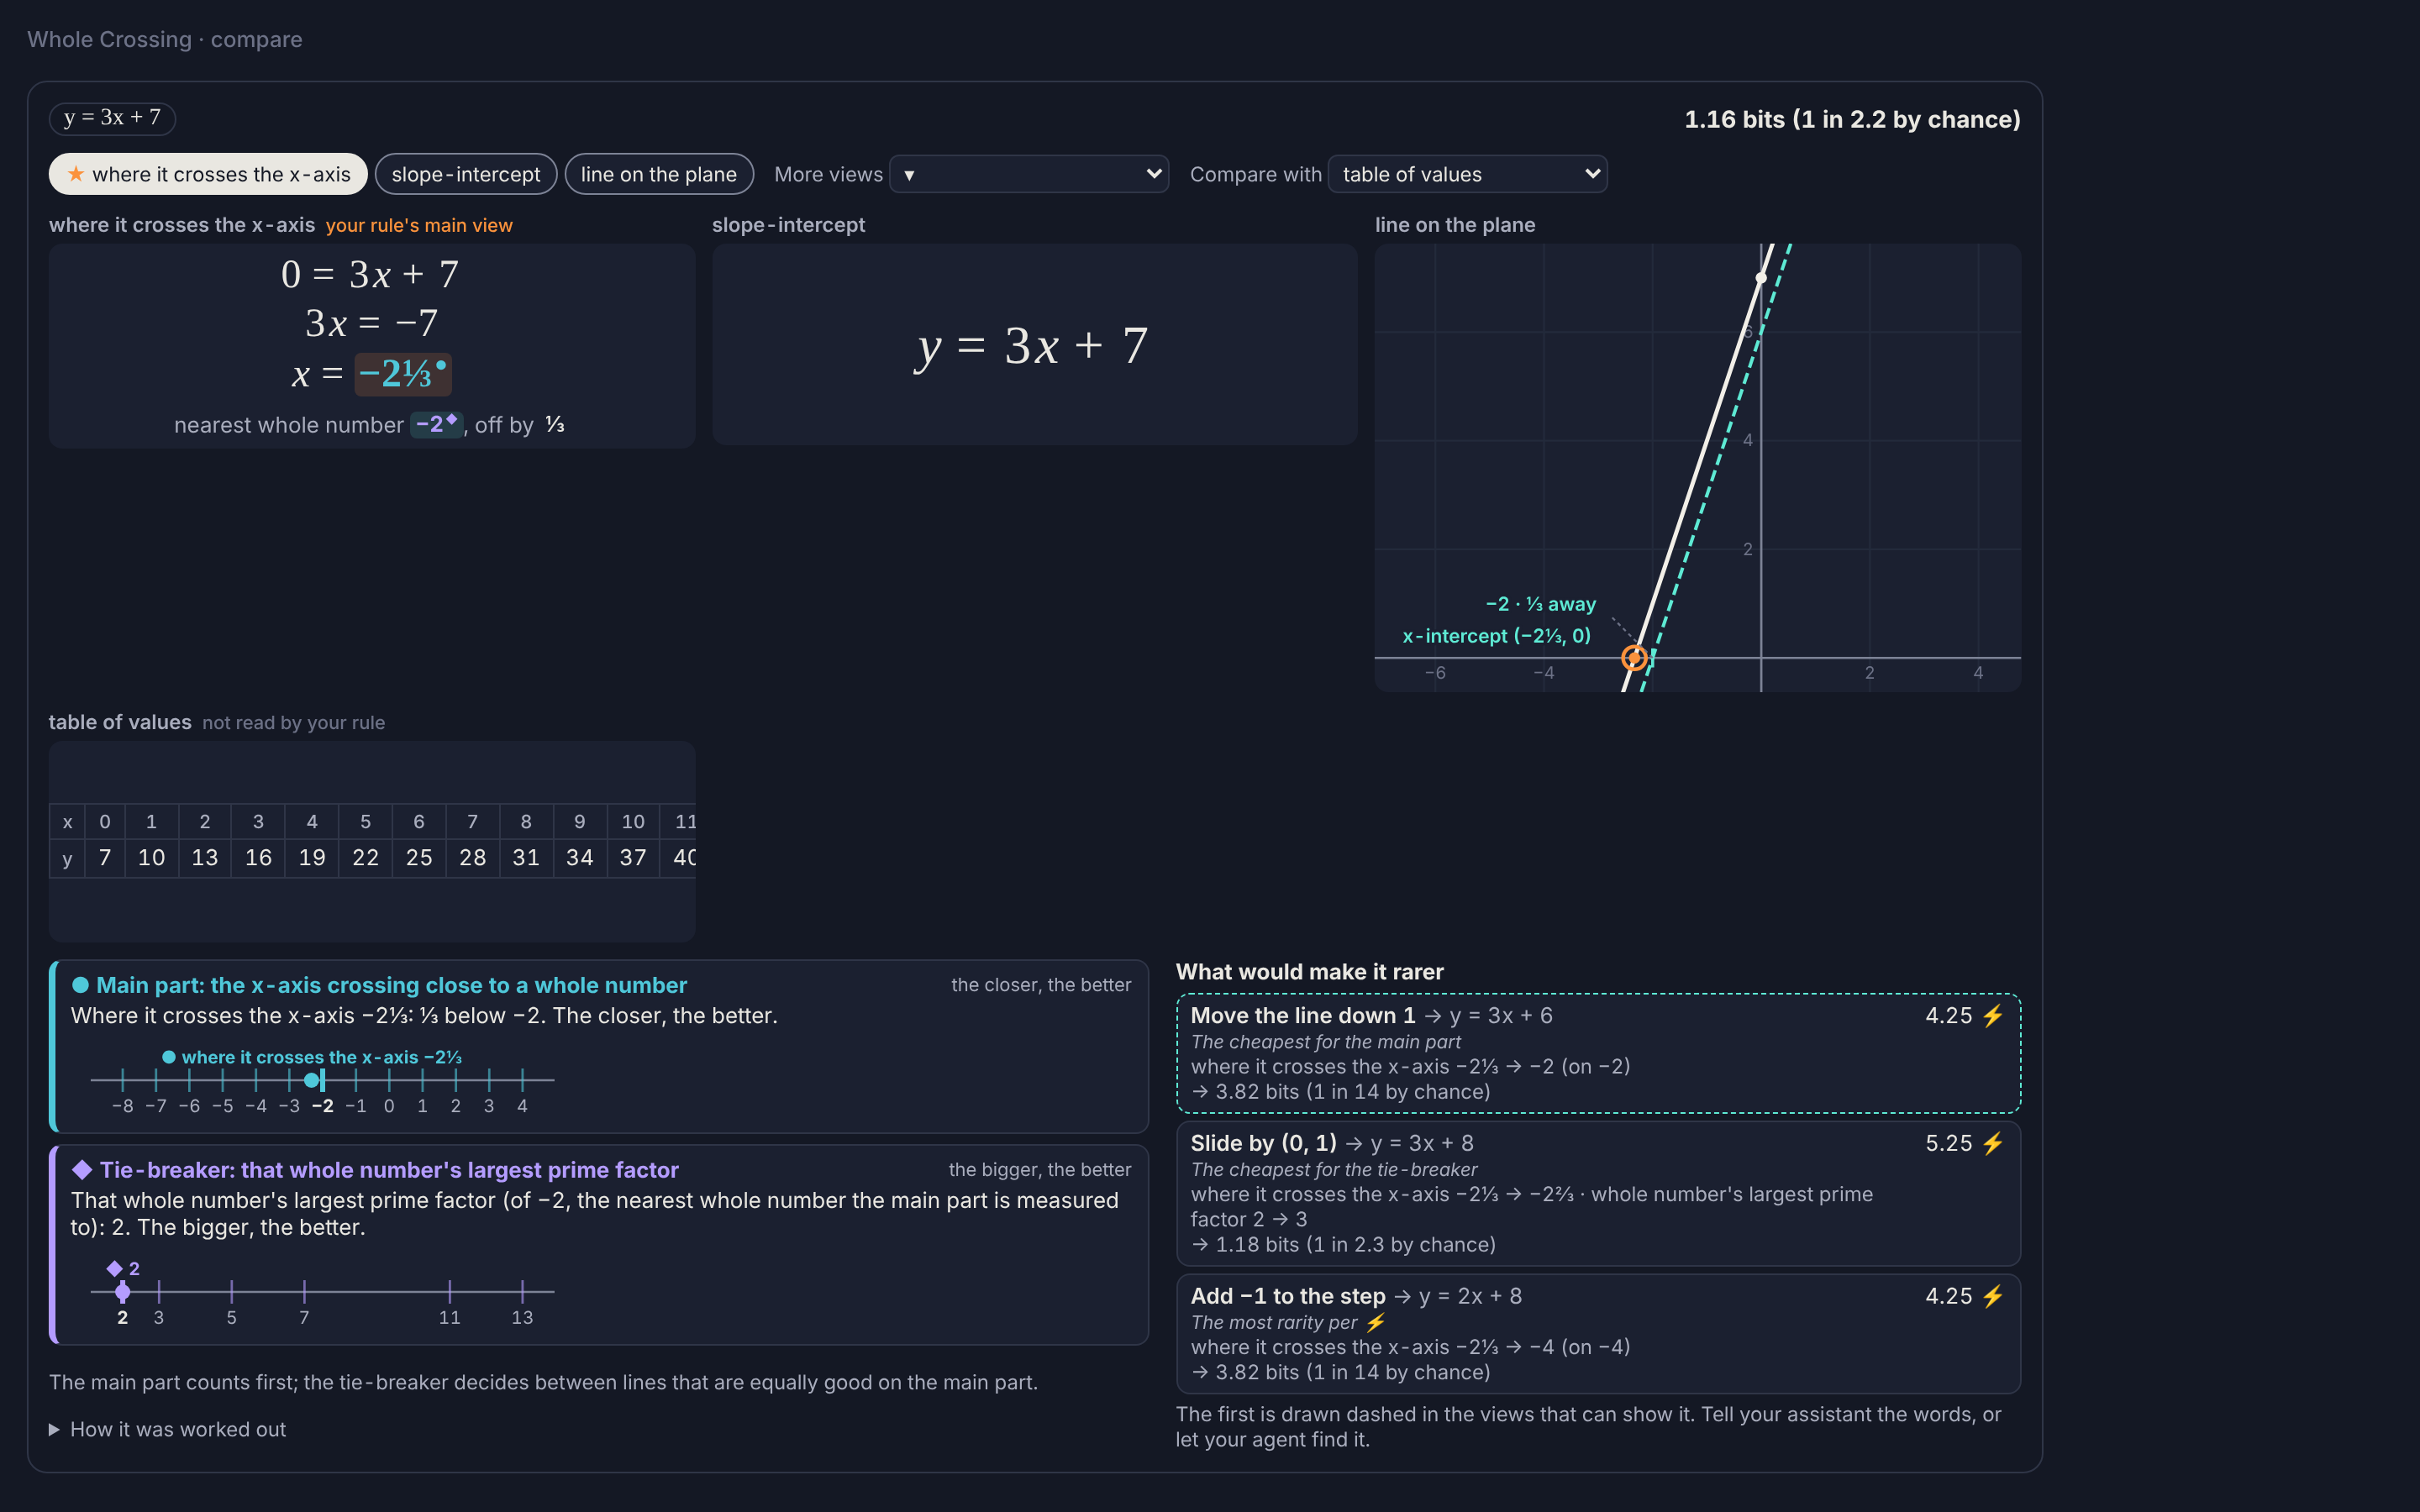 Whole Crossing · compare
y = 3x + 7
1.16 bits (1 in 2.2 by chance)
★ where it crosses the x-axis
slope-intercept
line on the plane
More views ▾
Compare with table of values
where it crosses the x-axis your rule's main view
0 = 3x + 7
3x = −7
x = −2⅓
nearest whole number −2, off by ⅓
slope-intercept
y = 3x + 7
line on the plane
6
4
2
−2 · ⅓ away
x-intercept (−2⅓, 0)
−6 −4 2 4
table of values not read by your rule
x 0 1 2 3 4 5 6 7 8 9 10 11
y 7 10 13 16 19 22 25 28 31 34 37 40
Main part: the x-axis crossing close to a whole number
the closer, the better
Where it crosses the x-axis −2⅓: ⅓ below −2. The closer, the better.
where it crosses the x-axis −2⅓
−8 −7 −6 −5 −4 −3 −2 −1 0 1 2 3 4
Tie-breaker: that whole number's largest prime factor
the bigger, the better
That whole number's largest prime factor (of −2, the nearest whole number the main part is measured
to): 2. The bigger, the better.
2
2 3 5 7 11 13
The main part counts first; the tie-breaker decides between lines that are equally good on the main part.
▶ How it was worked out
What would make it rarer
Move the line down 1 → y = 3x + 6
4.25 ⚡
The cheapest for the main part
where it crosses the x-axis −2⅓ → −2 (on −2)
→ 3.82 bits (1 in 14 by chance)
Slide by (0, 1) → y = 3x + 8
5.25 ⚡
The cheapest for the tie-breaker
where it crosses the x-axis −2⅓ → −2⅔ · whole number's largest prime
factor 2 → 3
→ 1.18 bits (1 in 2.3 by chance)
Add −1 to the step → y = 2x + 8
4.25 ⚡
The most rarity per ⚡
where it crosses the x-axis −2⅓ → −4 (on −4)
→ 3.82 bits (1 in 14 by chance)
The first is drawn dashed in the views that can show it. Tell your assistant the words, or
let your agent find it.